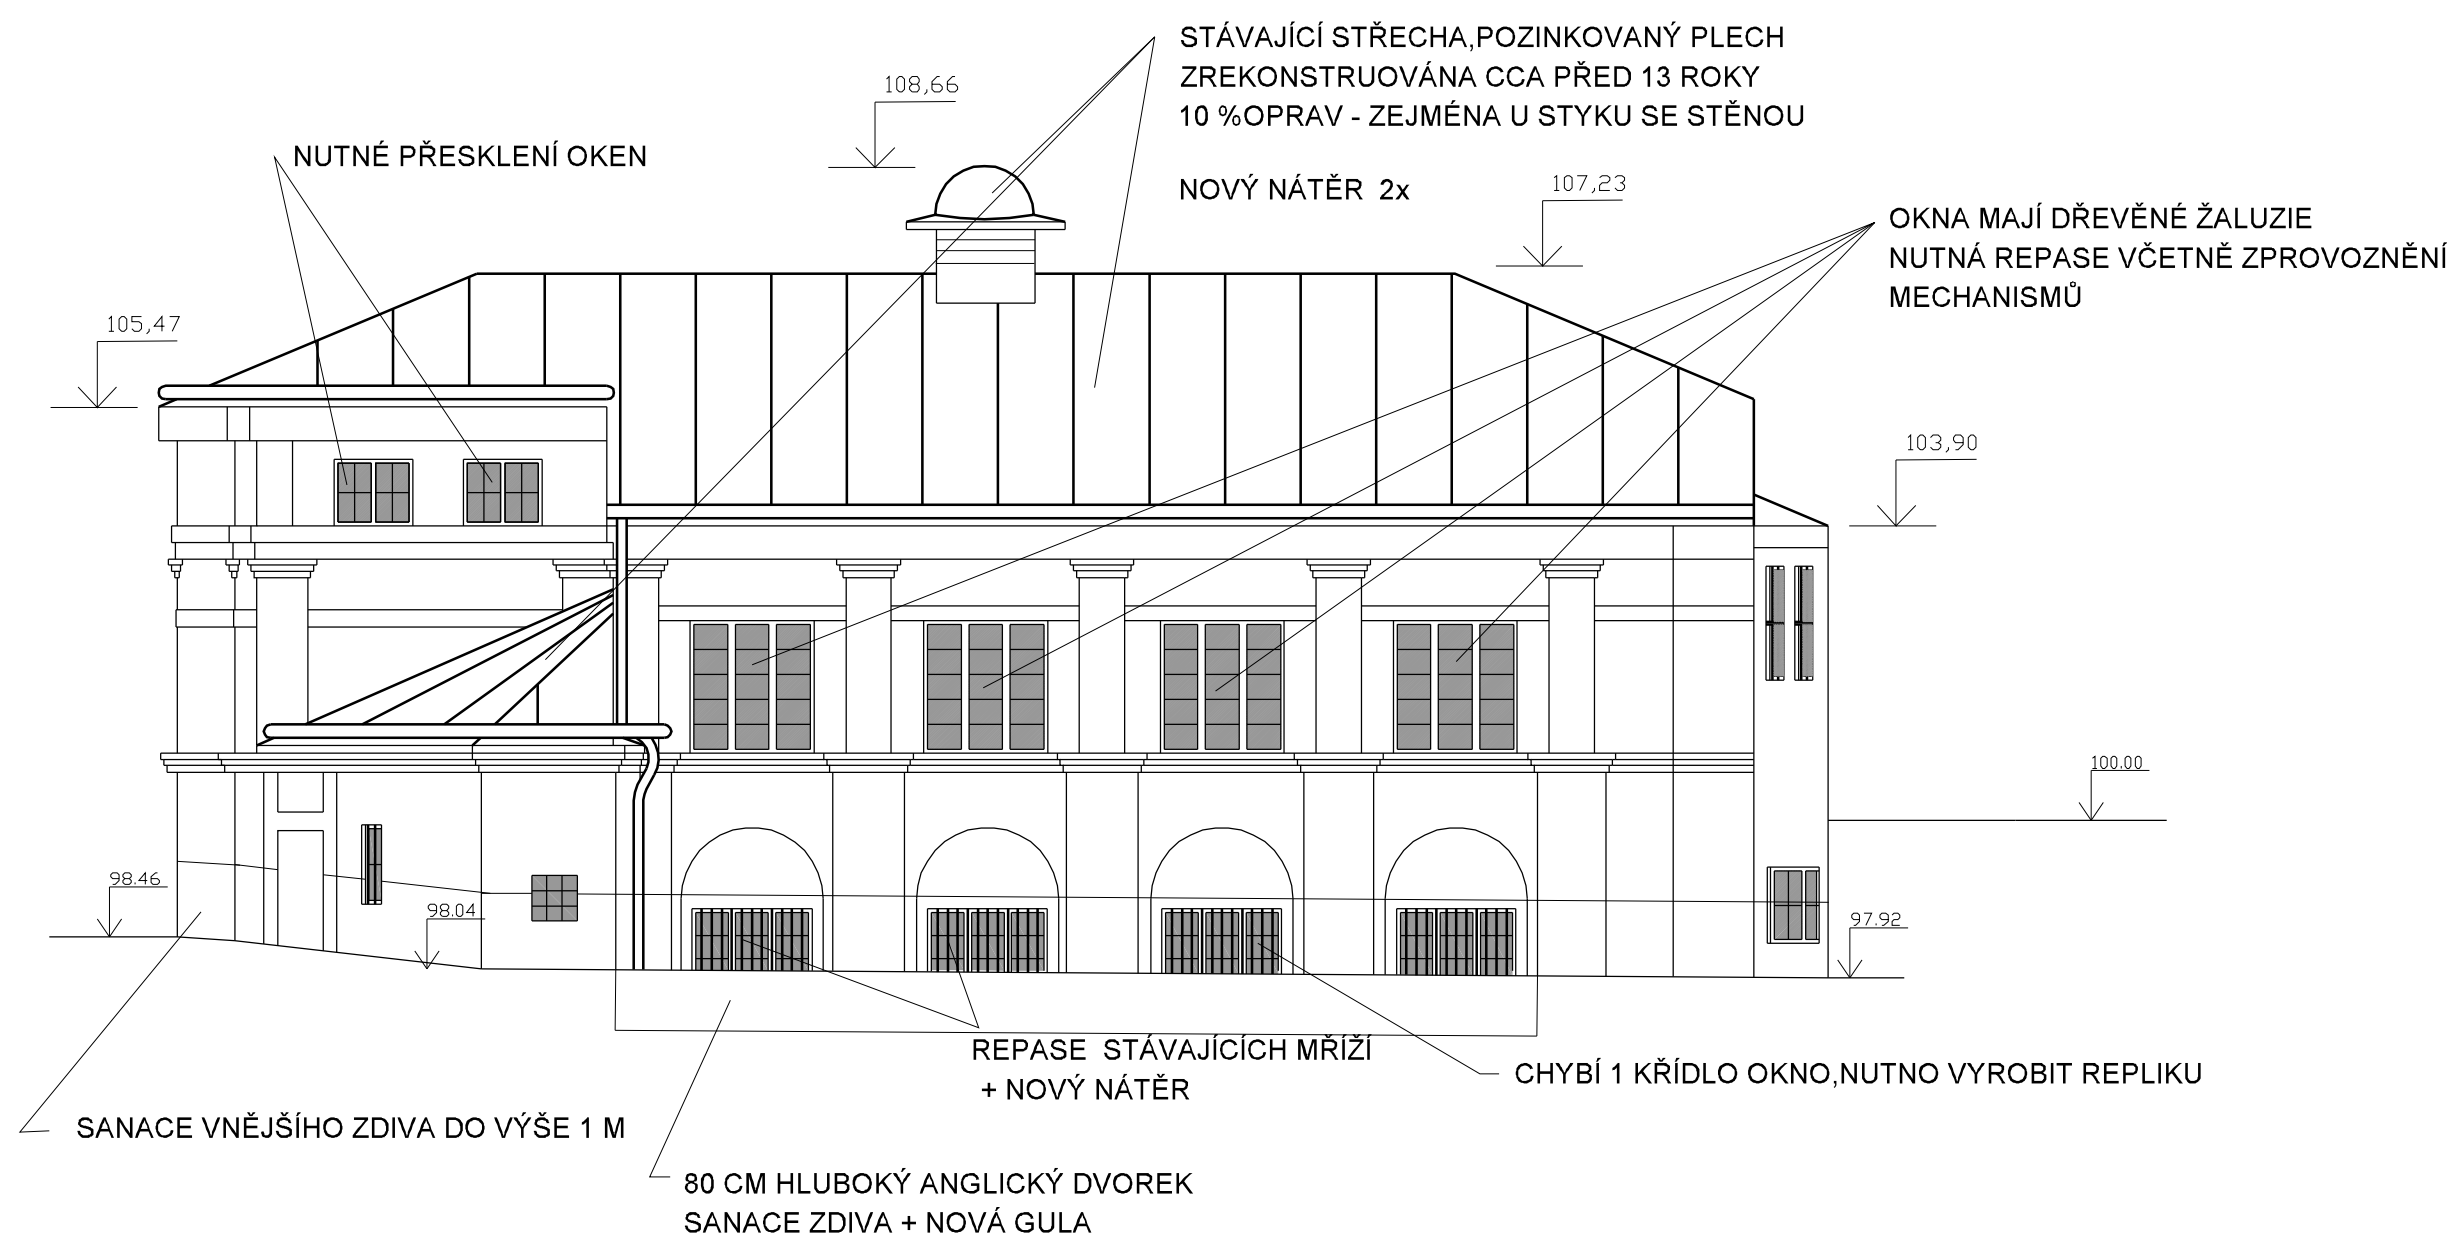 STÁVAJÍCÍ STŘECHA,POZINKOVANÝ PLECH
ZREKONSTRUOVÁNA CCA PŘED 13 ROKY
10 %OPRAV - ZEJMÉNA U STYKU SE STĚNOU
NOVÝ NÁTĚR 2x
108,66
NUTNÉ PŘESKLENÍ OKEN
107,23
OKNA MAJÍ DŘEVĚNÉ ŽALUZIE
NUTNÁ REPASE VČETNĚ ZPROVOZNĚNÍ
MECHANISMŮ
105,47
103,90
100.00
98.46
98.04
97.92
REPASE STÁVAJÍCÍCH MŘÍŽÍ
+ NOVÝ NÁTĚR
CHYBÍ 1 KŘÍDLO OKNO,NUTNO VYROBIT REPLIKU
SANACE VNĚJŠÍHO ZDIVA DO VÝŠE 1 M
80 CM HLUBOKÝ ANGLICKÝ DVOREK
SANACE ZDIVA + NOVÁ GULA